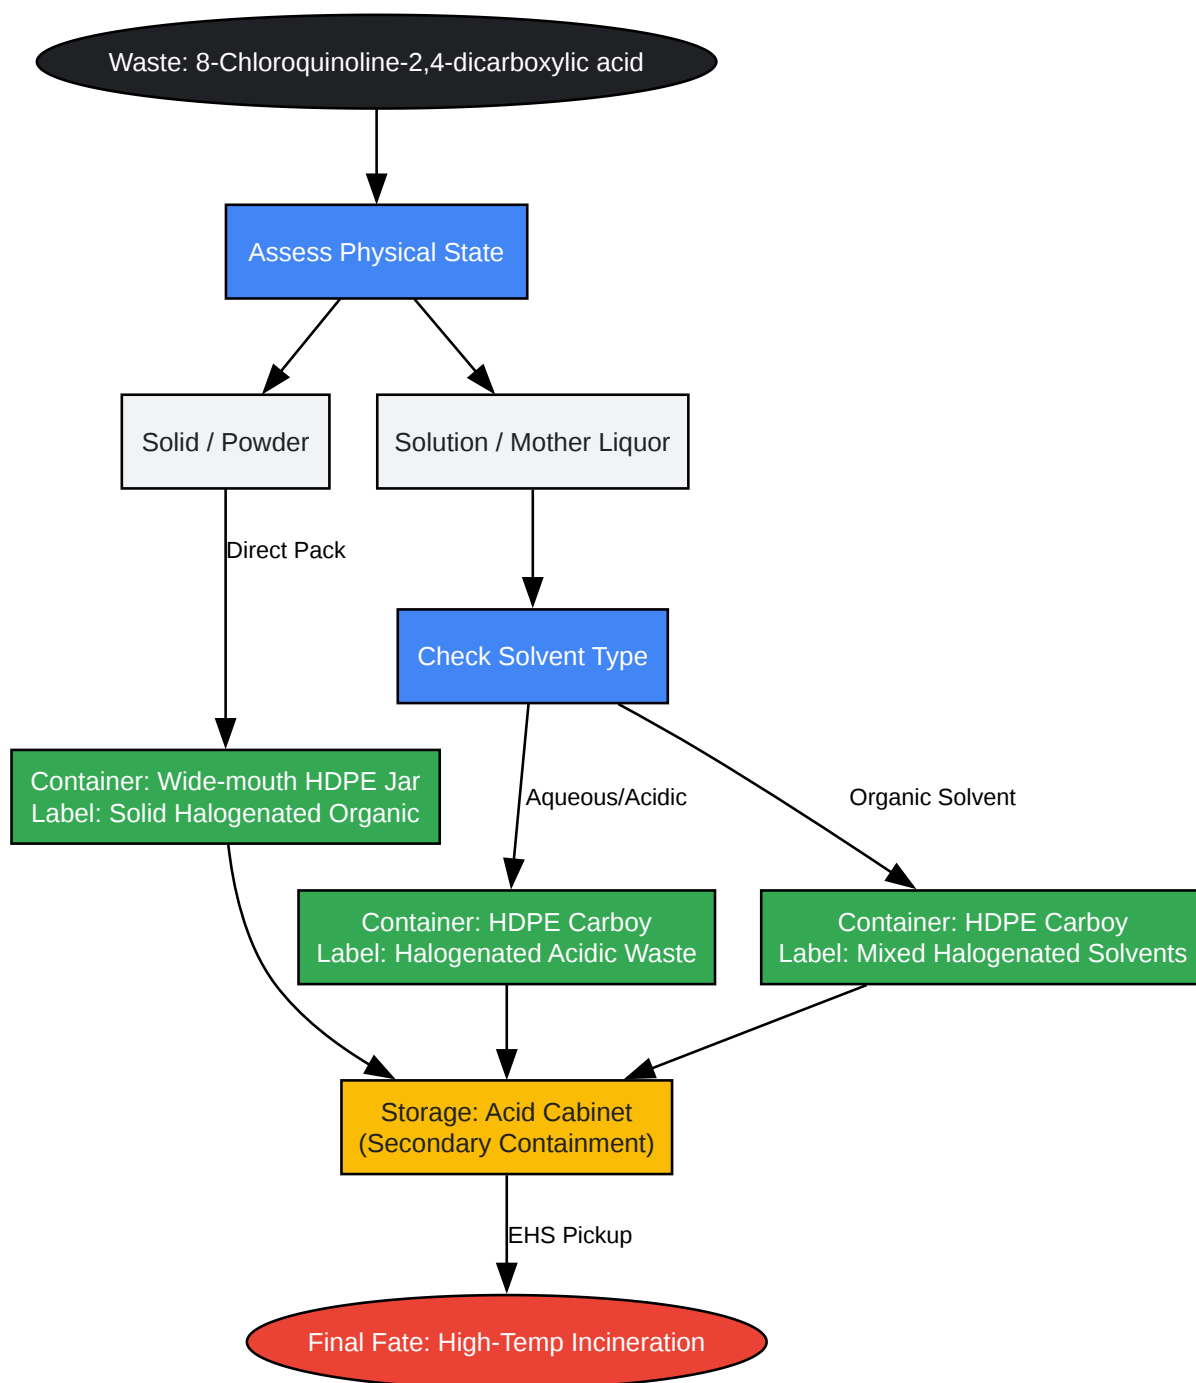 Waste: 8-Chloroquinoline-2,4-dicarboxylic acid
Assess Physical State
Solid / Powder
Solution / Mother Liquor
Direct Pack
Check Solvent Type
Container: Wide-mouth HDPE Jar
Label: Solid Halogenated Organic
Aqueous/Acidic
Organic Solvent
Container: HDPE Carboy
Label: Halogenated Acidic Waste
Container: HDPE Carboy
Label: Mixed Halogenated Solvents
Storage: Acid Cabinet
(Secondary Containment)
EHS Pickup
Final Fate: High-Temp Incineration